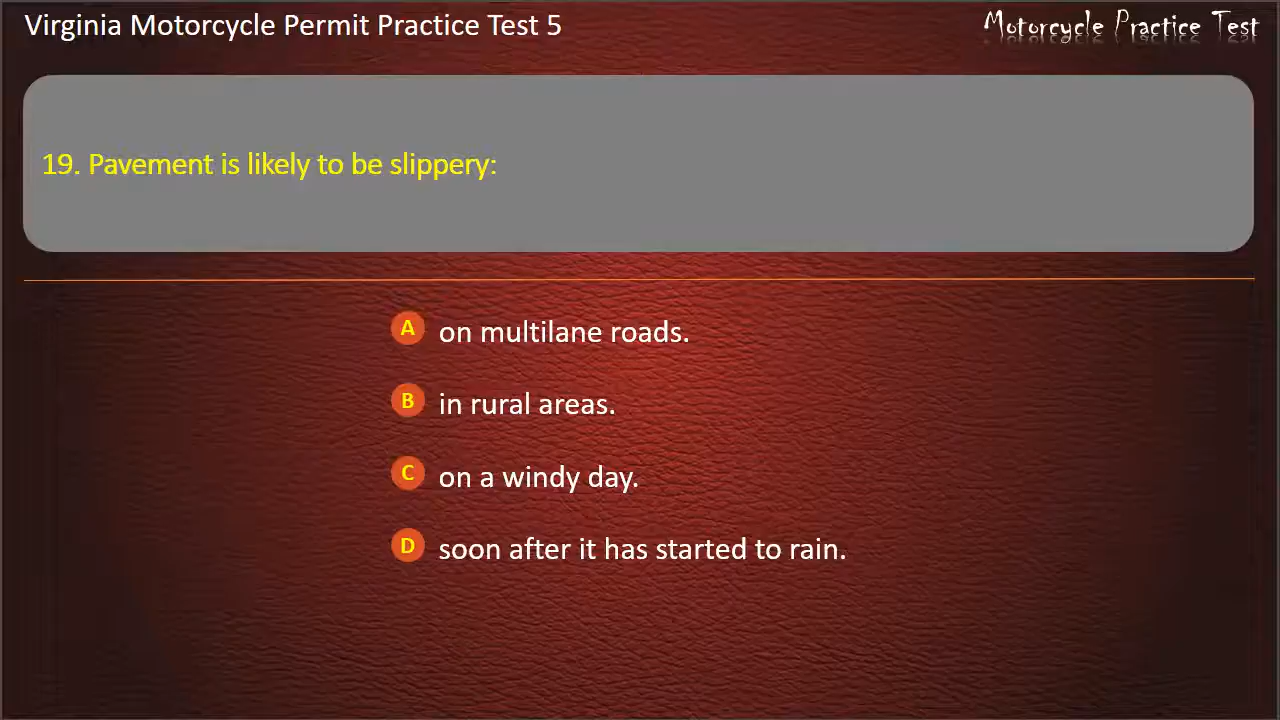 Virginia Motorcycle Permit Practice Test 5
Motorcycle Practice Test
19. Pavement is likely to be slippery:
A on multilane roads.
B in rural areas.
C on a windy day.
D soon after it has started to rain.